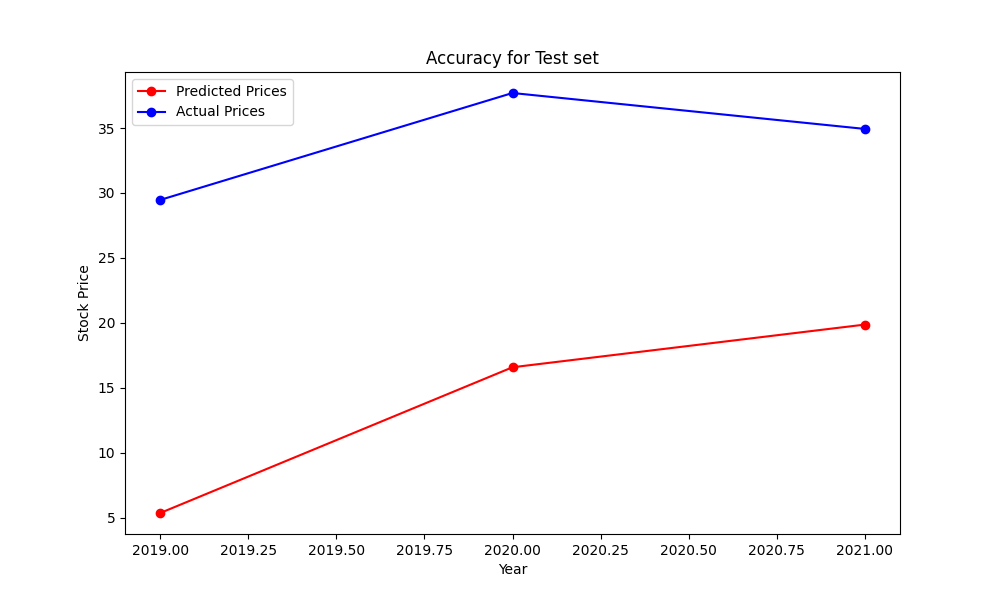 Accuracy for Test set
Predicted Prices
Actual Prices
Stock Price
35
30
25
20
15
10
5
2019.00 2019.25 2019.50 2019.75 2020.00 2020.25 2020.50 2020.75 2021.00
Year